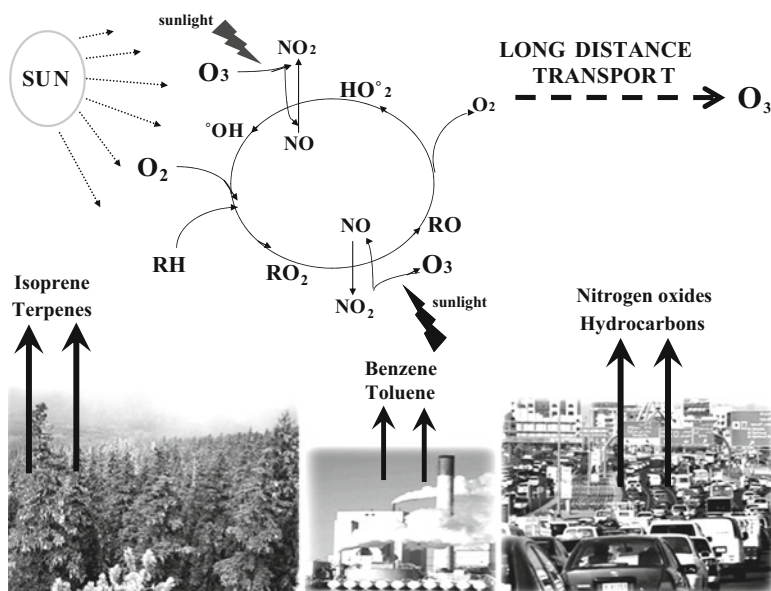 sunlight
SUN
NO₂
O₃
LONG DISTANCE
TRANSPORT
HO°₂
O₂
O₃
°OH
NO
O₂
NO
RO
RH
RO₂
O₃
NO₂
sunlight
Isoprene
Terpenes
Nitrogen oxides
Hydrocarbons
Benzene
Toluene